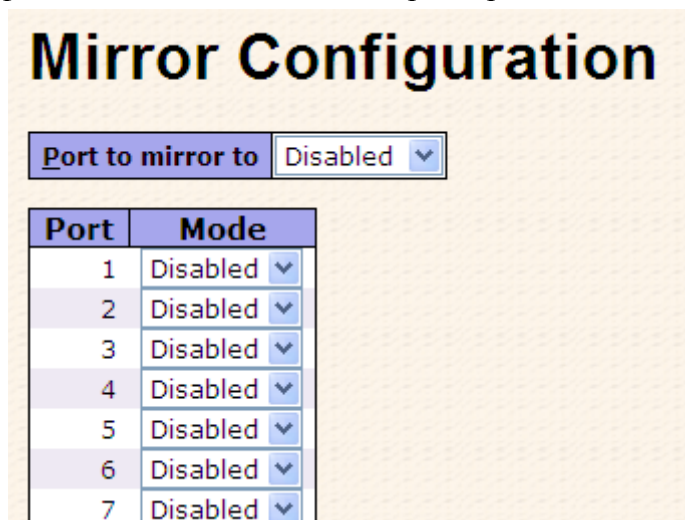 Mirror Configuration
Port to mirror to Disabled
Port Mode
1 Disabled
2 Disabled
3 Disabled
4 Disabled
5 Disabled
6 Disabled
7 Disabled